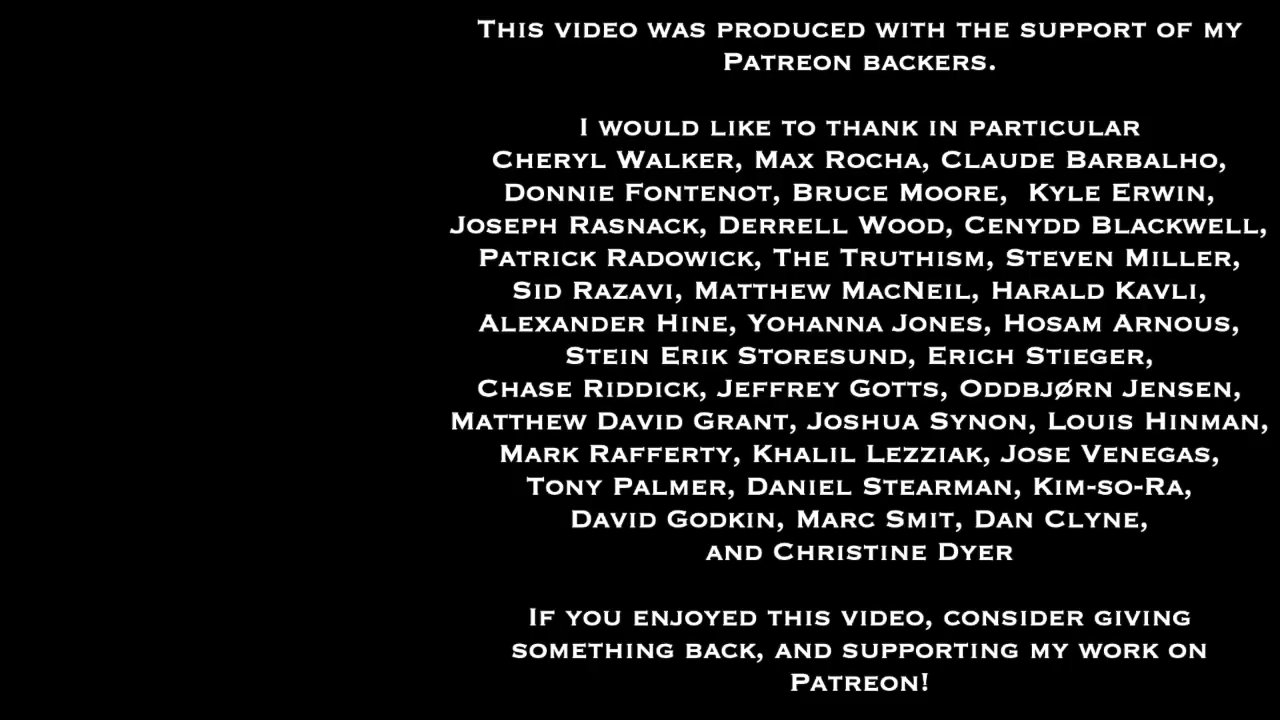 This video was produced with the support of my
Patreon backers.
I would like to thank in particular
Cheryl Walker, Max Rocha, Claude Barbalho,
Donnie Fontenot, Bruce Moore,  Kyle Erwin,
Joseph Rasnack, Derrell Wood, Cenydd Blackwell,
Patrick Radowick, The Truthism, Steven Miller,
Sid Razavi, Matthew MacNeil, Harald Kavli,
Alexander Hine, Yohanna Jones, Hosam Arnous,
Stein Erik Storesund, Erich Stieger,
Chase Riddick, Jeffrey Gotts, Oddbjørn Jensen,
Matthew David Grant, Joshua Synon, Louis Hinman,
Mark Rafferty, Khalil Lezziak, Jose Venegas,
Tony Palmer, Daniel Stearman, Kim-so-Ra,
David Godkin, Marc Smit, Dan Clyne,
and Christine Dyer
If you enjoyed this video, consider giving
something back, and supporting my work on
Patreon!